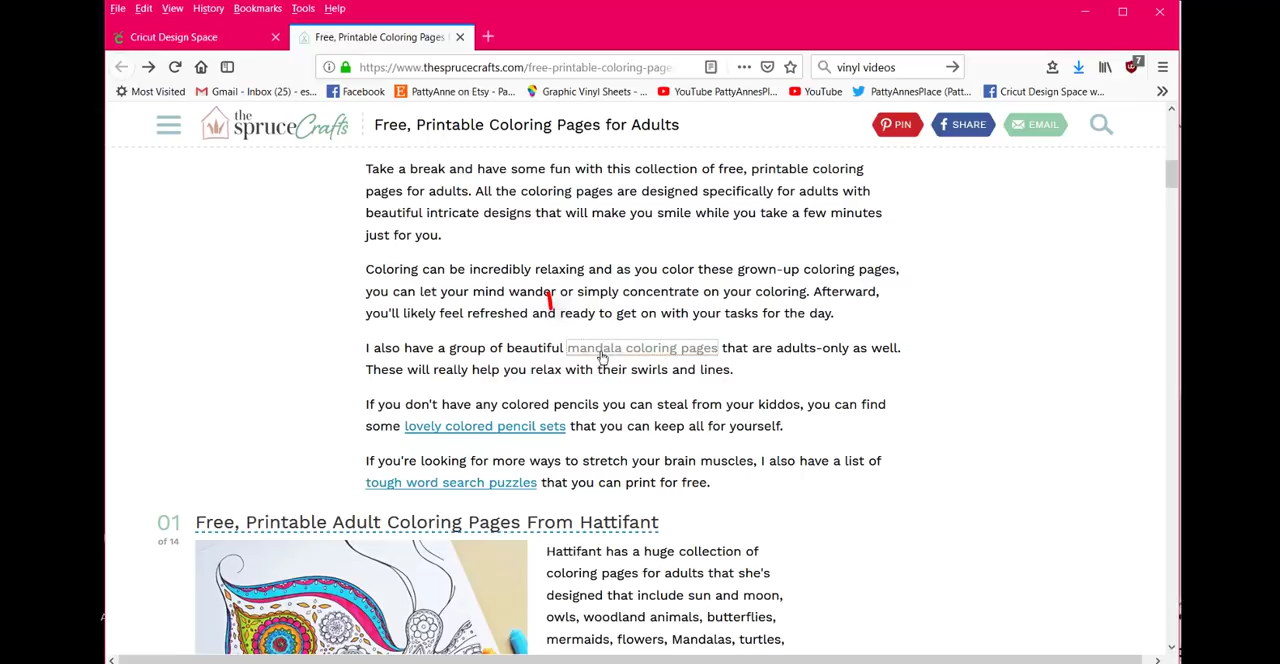 File Edit View History Bookmarks Tools Help
Cricut Design Space
Free, Printable Coloring Pages
https://www.thesprucecrafts.com/free-printable-coloring-page
vinyl videos
7
Most Visited Gmail - Inbox (25) - es... Facebook PattyAnne on Etsy - Pa... Graphic Vinyl Sheets - ... YouTube PattyAnnesPl... YouTube PattyAnnesPlace (Patt... Cricut Design Space w...
the spruceCrafts
Free, Printable Coloring Pages for Adults
PIN SHARE EMAIL
Take a break and have some fun with this collection of free, printable coloring
pages for adults. All the coloring pages are designed specifically for adults with
beautiful intricate designs that will make you smile while you take a few minutes
just for you.
Coloring can be incredibly relaxing and as you color these grown-up coloring pages,
you can let your mind wander or simply concentrate on your coloring. Afterward,
you'll likely feel refreshed and ready to get on with your tasks for the day.
I also have a group of beautiful mandala coloring pages that are adults-only as well.
These will really help you relax with their swirls and lines.
If you don't have any colored pencils you can steal from your kiddos, you can find
some lovely colored pencil sets that you can keep all for yourself.
If you're looking for more ways to stretch your brain muscles, I also have a list of
tough word search puzzles that you can print for free.
01
of 14
Free, Printable Adult Coloring Pages From Hattifant
Hattifant has a huge collection of
coloring pages for adults that she's
designed that include sun and moon,
owls, woodland animals, butterflies,
mermaids, flowers, Mandalas, turtles,